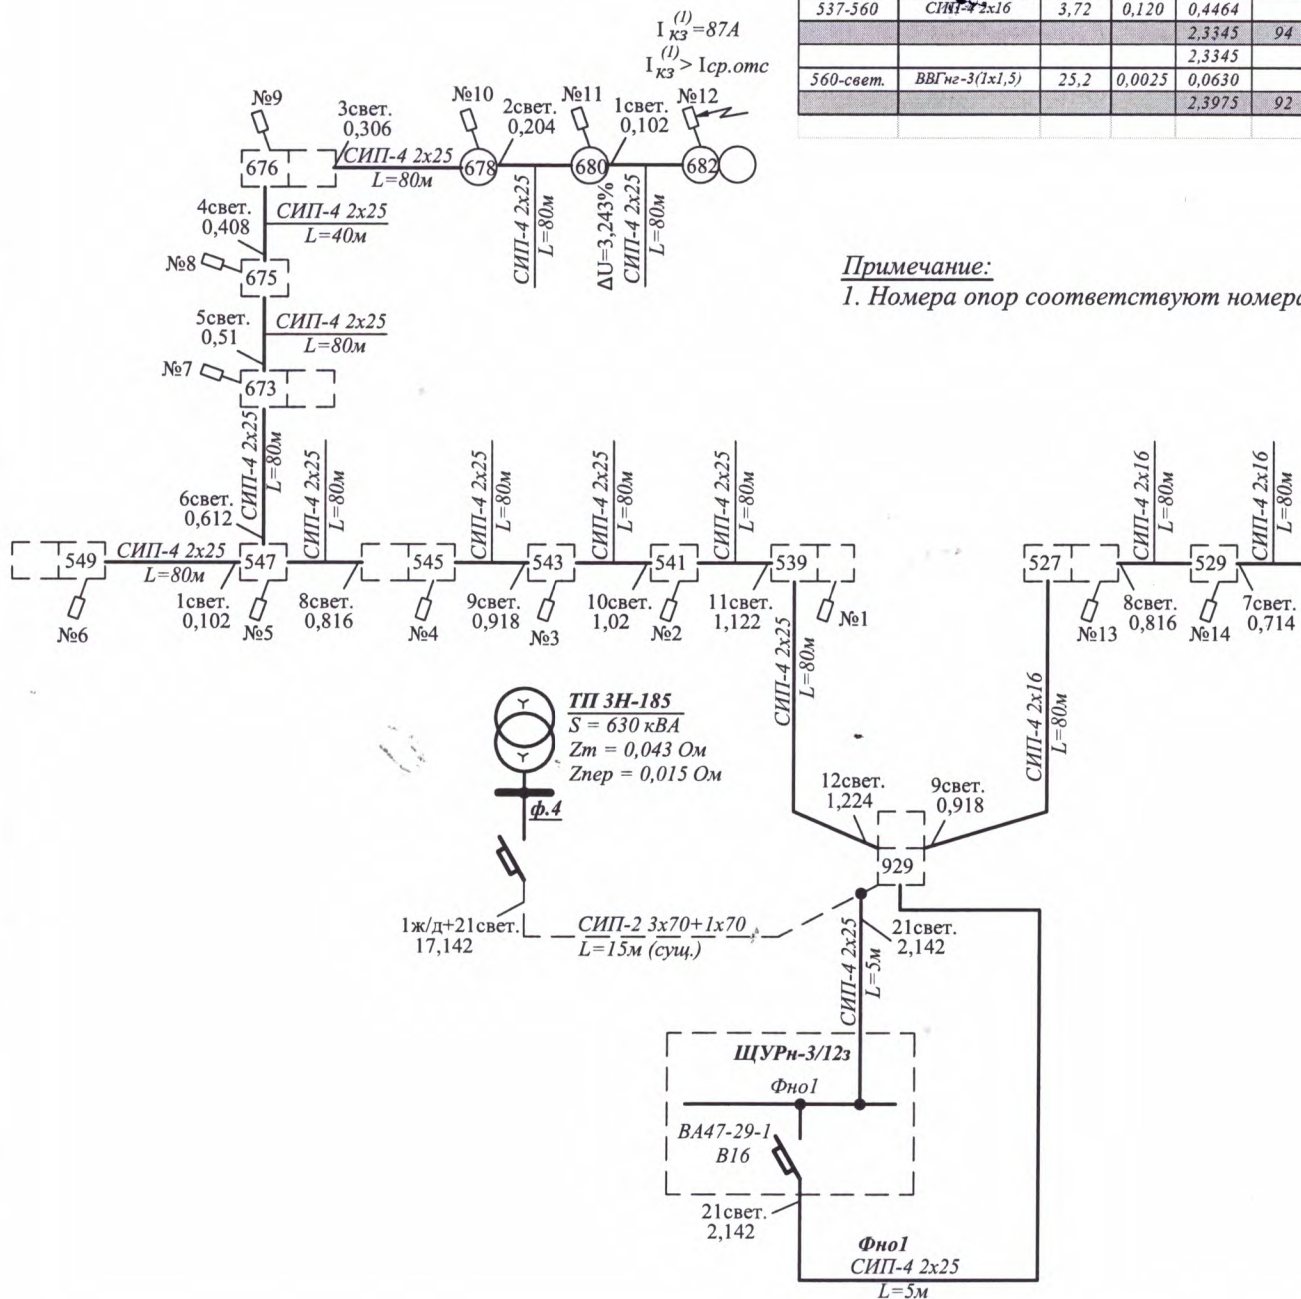 I кз (1) =87А
I кз (1) > Iср.отс
537-560 СИП-4 2х16 3,72 0,120 0,4464
2,3345 94
2,3345
560-свет. ВВГнг-3(1х1,5) 25,2 0,0025 0,0630
2,3975 92
Примечание:
1. Номера опор соответствуют номера
№9
3свет.
0,306
№10
2свет.
0,204
№11
1свет.
0,102
№12
676
СИП-4 2х25
L=80м
678
680
682
СИП-4 2х25
L=80м
ΔU=3,243%
СИП-4 2х25
L=80м
4свет.
0,408
СИП-4 2х25
L=40м
№8
675
5свет.
0,51
СИП-4 2х25
L=80м
№7
673
СИП-4 2х25
L=80м
6свет.
0,612
СИП-4 2х25
L=80м
СИП-4 2х25
L=80м
СИП-4 2х25
L=80м
СИП-4 2х25
L=80м
СИП-4 2х16
L=80м
СИП-4 2х16
L=80м
549
СИП-4 2х25
L=80м
547
545
543
541
539
527
529
№6
1свет.
0,102
№5
8свет.
0,816
№4
9свет.
0,918
№3
10свет.
1,02
№2
11свет.
1,122
№1
№13
8свет.
0,816
№14
7свет.
0,714
СИП-4 2х25
L=80м
СИП-4 2х16
L=80м
ТП ЗН-185
S = 630 кВА
Zт = 0,043 Ом
Zпер = 0,015 Ом
ф.4
12свет.
1,224
9свет.
0,918
929
1ж/д+21свет.
17,142
СИП-2 3х70+1х70
L=15м (сущ.)
СИП-4 2х25
L=5м
21свет.
2,142
ЩУРн-3/12з
Фно1
ВА47-29-1
В16
21свет.
2,142
Фно1
СИП-4 2х25
L=5м